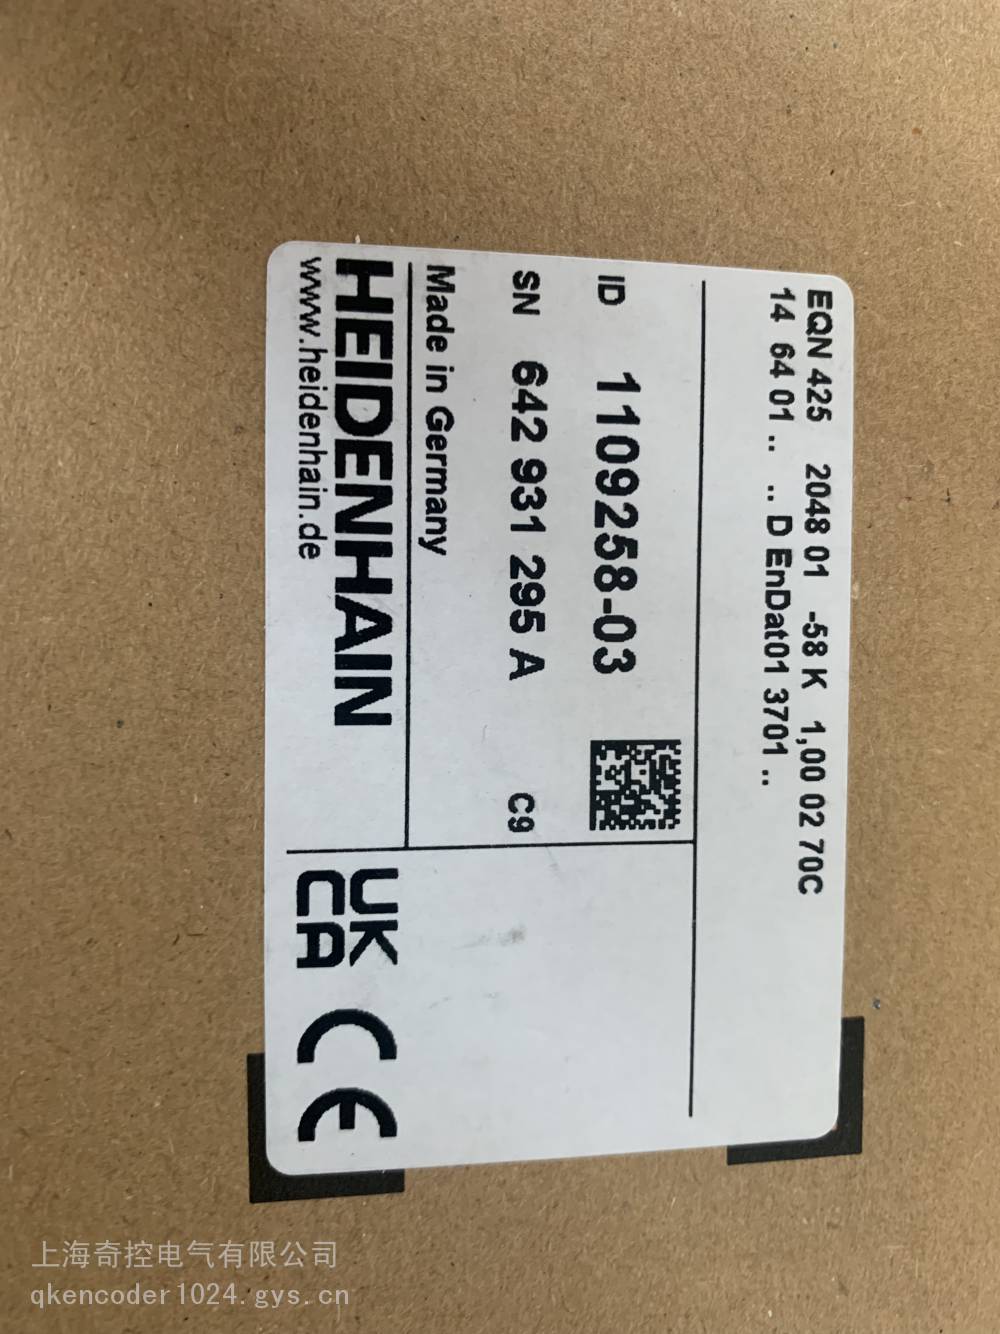 EQN 425 2048 01 -58 K 1,00 02 70C
14 64 01 .. .. D EnDat01 3701 ..
ID 1109258-03
SN 642 931 295 A C9
Made in Germany
HEIDENHAIN
www.heidenhain.de
UK
CA
CE
上海奇控电气有限公司
qkencoder1024.gys.cn